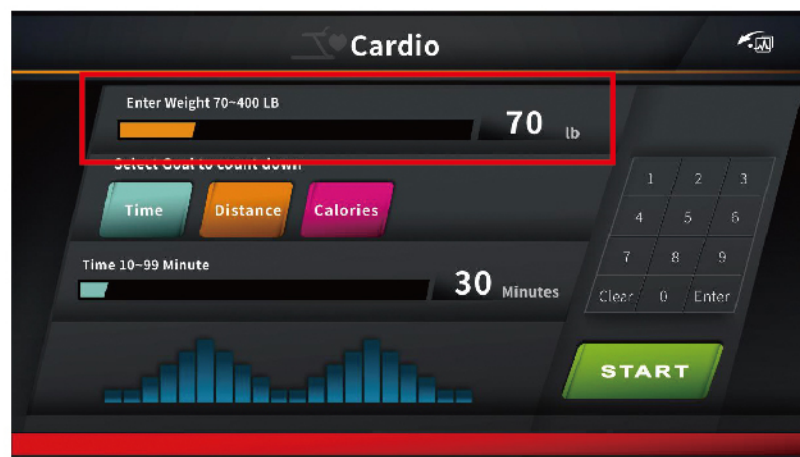 Cardio
Enter Weight 70~400 LB
70 lb
Select Goal to count down
Time Distance Calories
Time 10~99 Minute
30 Minutes
1 2 3
4 5 6
7 8 9
Clear 0 Enter
START